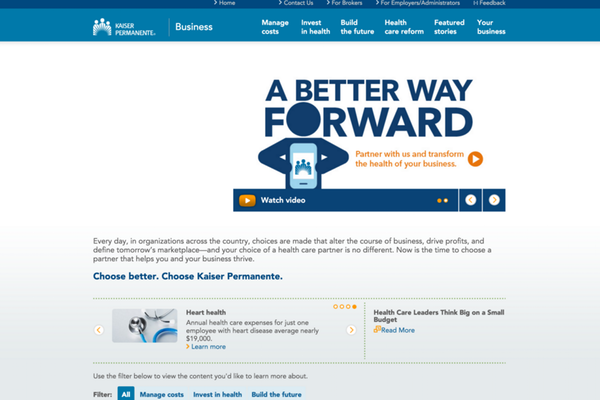 Home
Contact Us
For Brokers
For Employers/Administrators
[+] Feedback
KAISER
PERMANENTE®
Business
Manage
costs
Invest
in health
Build
the future
Health
care reform
Featured
stories
Your
business
A BETTER WAY
FORWARD
Partner with us and transform
the health of your business.
Watch video
Every day, in organizations across the country, choices are made that alter the course of business, drive profits, and
define tomorrow's marketplace—and your choice of a health care partner is no different. Now is the time to choose a
partner that helps you and your business thrive.
Choose better. Choose Kaiser Permanente.
Heart health
Annual health care expenses for just one
employee with heart disease average nearly
$19,000.
Learn more
Health Care Leaders Think Big on a Small
Budget
Read More
Use the filter below to view the content you'd like to learn more about.
Filter: All Manage costs Invest in health Build the future